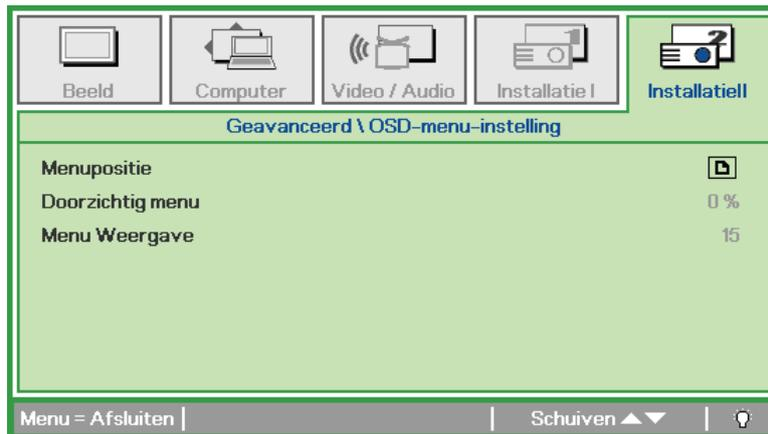 Beeld
Computer
Video / Audio
Installatie I
InstallatieII
Geavanceerd \ OSD-menu-instelling
Menupositie
Doorzichtig menu 0 %
Menu Weergave 15
Menu = Afsluiten | | Schuiven ▲▼ |